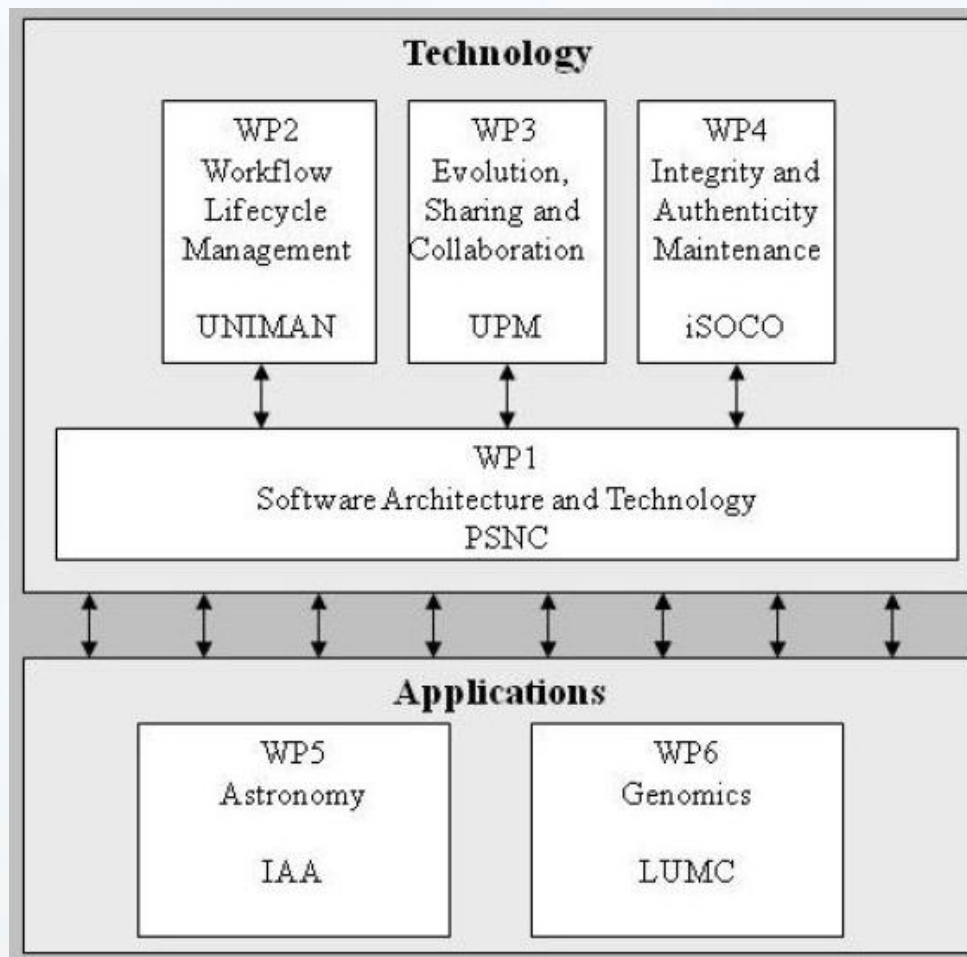 Technology
WP2
Workflow
Lifecycle
Management
UNIMAN
WP3
Evolution,
Sharing and
Collaboration
UPM
WP4
Integrity and
Authenticity
Maintenance
iSOCO
WP1
Software Architecture and Technology
PSNC
Applications
WP5
Astronomy
IAA
WP6
Genomics
LUMC